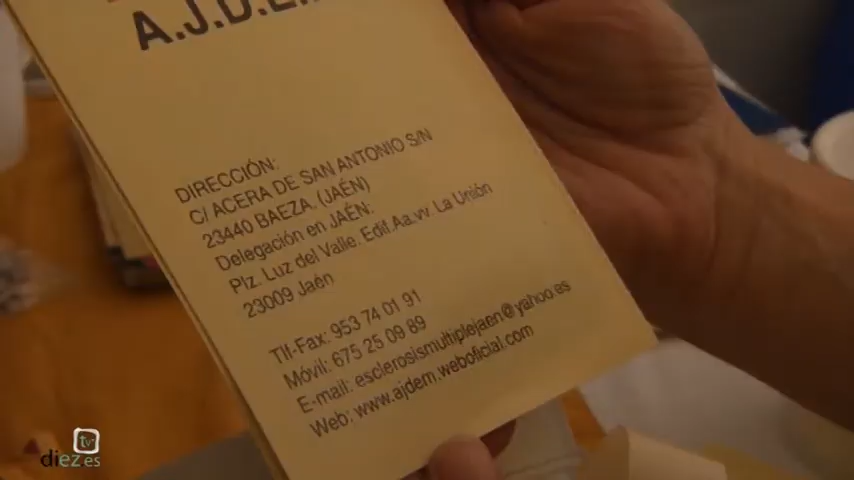 A.J.D.E.
DIRECCIÓN:
C/ ACERA DE SAN ANTONIO S/N
23440 BAEZA. (JAÉN)
Delegación en JAÉN:
Plz. Luz del Valle. Edif.Aa.vv. La Unión
23009 Jaén
Tlf-Fax: 953 74 01 91
Móvil: 675 25 09 89
E-mail: esclerosismultiplejaen@yahoo.es
Web: www.ajdem.weboficial.com
tv
diez.es